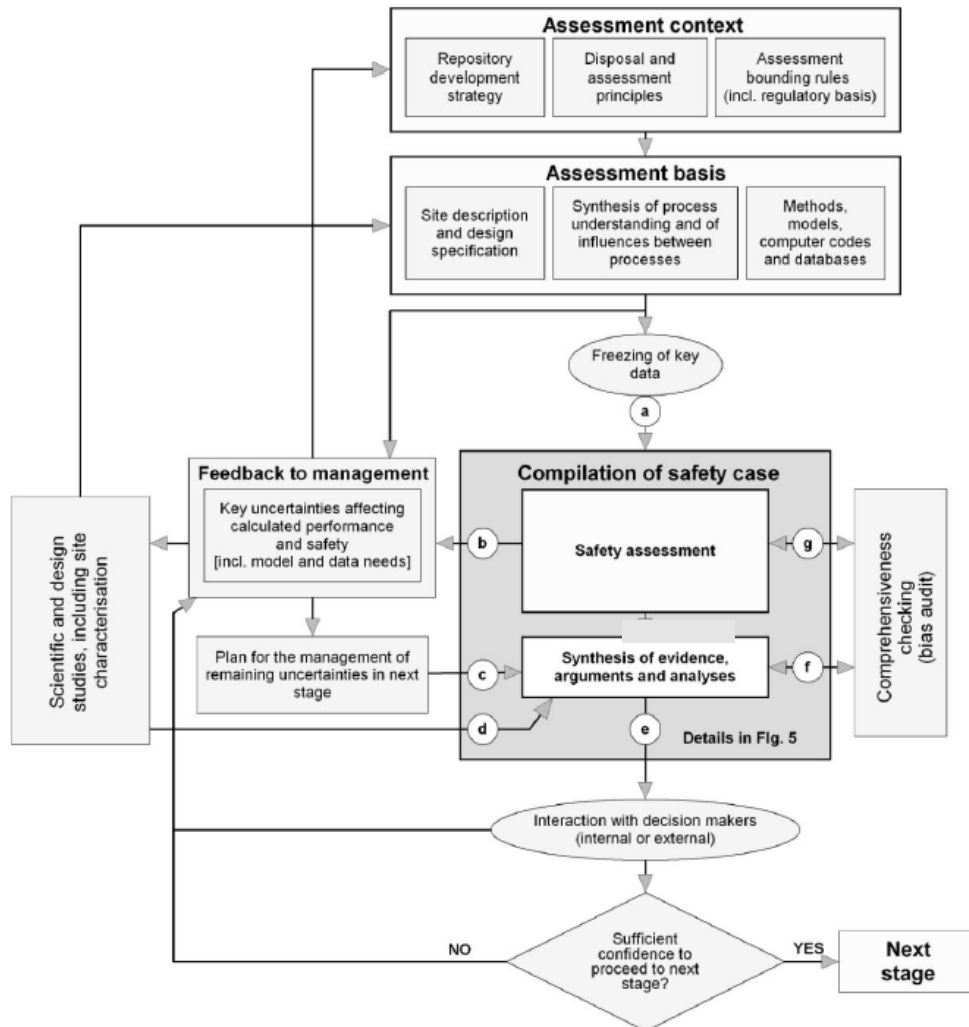 Assessment context
Repository
development
strategy
Disposal and
assessment
principles
Assessment
bounding rules
(incl. regulatory basis)
Assessment basis
Site description
and design
specification
Synthesis of process
understanding and of
influences between
processes
Methods,
models,
computer codes
and databases
Freezing of key
data
a
Feedback to management
Key uncertainties affecting
calculated performance
and safety
[incl. model and data needs]
Plan for the management of
remaining uncertainties in next
stage
Scientific and design
studies, including site
characterisation
Compilation of safety case
b
Safety assessment
g
c
Synthesis of evidence,
arguments and analyses
f
d
e
Details in Fig. 5
Comprehensiveness
checking
(bias audit)
Interaction with decision makers
(internal or external)
NO
Sufficient
confidence to
proceed to next
stage?
YES
Next
stage